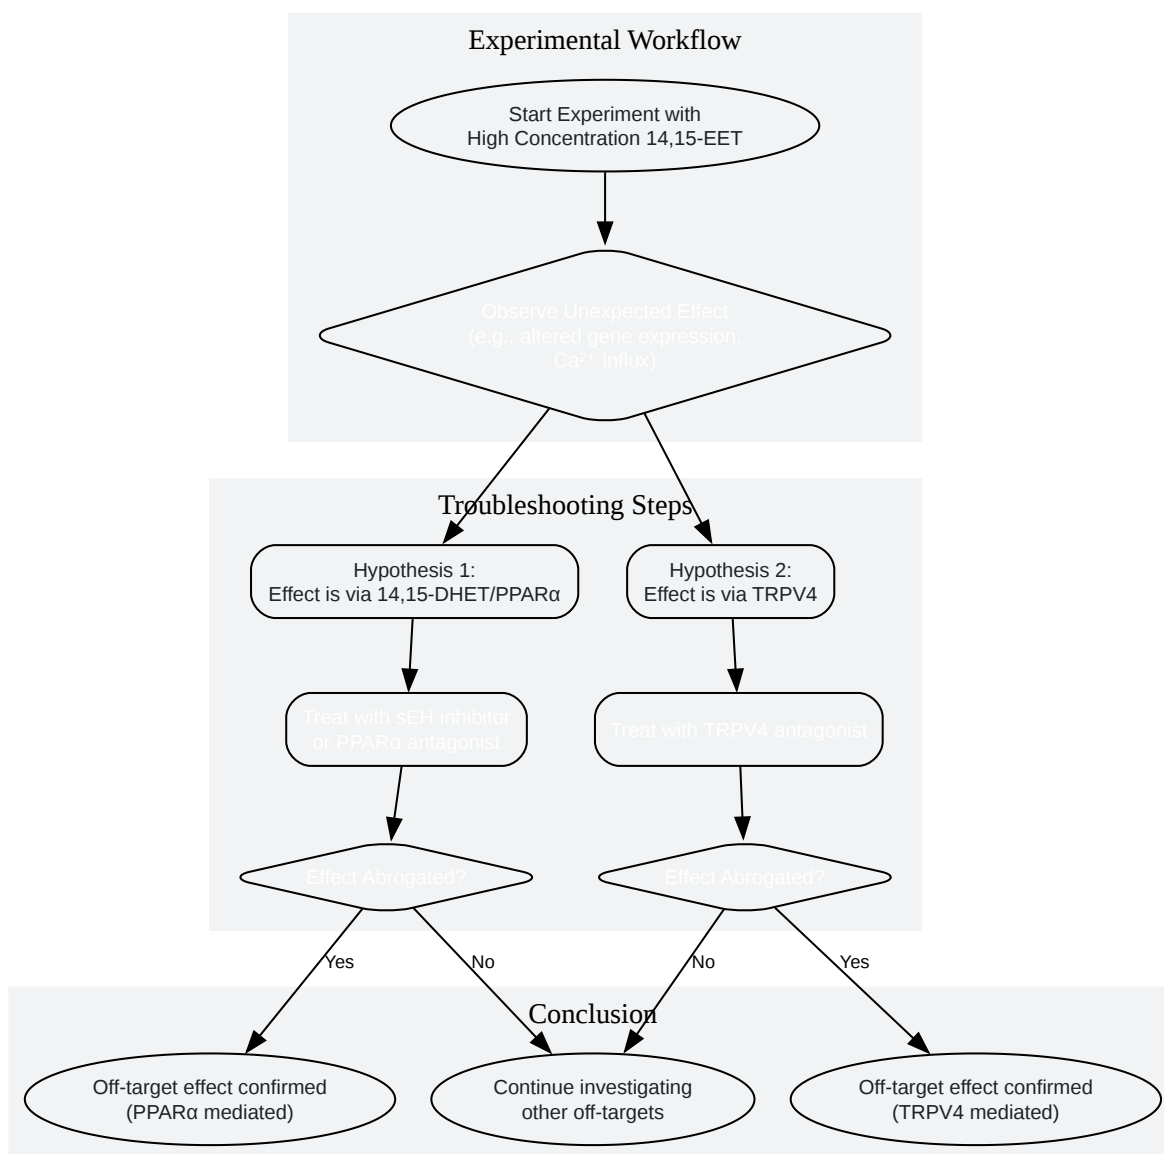 Experimental Workflow
Start Experiment with
High Concentration 14,15-EET
Observe Unexpected Effect
(e.g., altered gene expression,
Ca²⁺ influx)
Troubleshooting Steps
Hypothesis 1:
Effect is via 14,15-DHET/PPARα
Hypothesis 2:
Effect is via TRPV4
Treat with sEH inhibitor
or PPARα antagonist
Treat with TRPV4 antagonist
Effect Abrogated?
Effect Abrogated?
Yes
No
No
Yes
Conclusion
Off-target effect confirmed
(PPARα mediated)
Continue investigating
other off-targets
Off-target effect confirmed
(TRPV4 mediated)